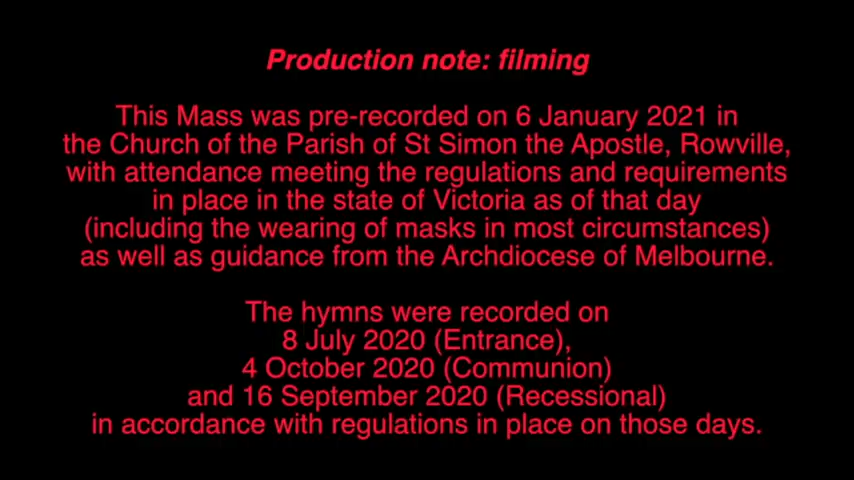 Production note: filming
This Mass was pre-recorded on 6 January 2021 in
the Church of the Parish of St Simon the Apostle, Rowville,
with attendance meeting the regulations and requirements
in place in the state of Victoria as of that day
(including the wearing of masks in most circumstances)
as well as guidance from the Archdiocese of Melbourne.
The hymns were recorded on
8 July 2020 (Entrance),
4 October 2020 (Communion)
and 16 September 2020 (Recessional)
in accordance with regulations in place on those days.